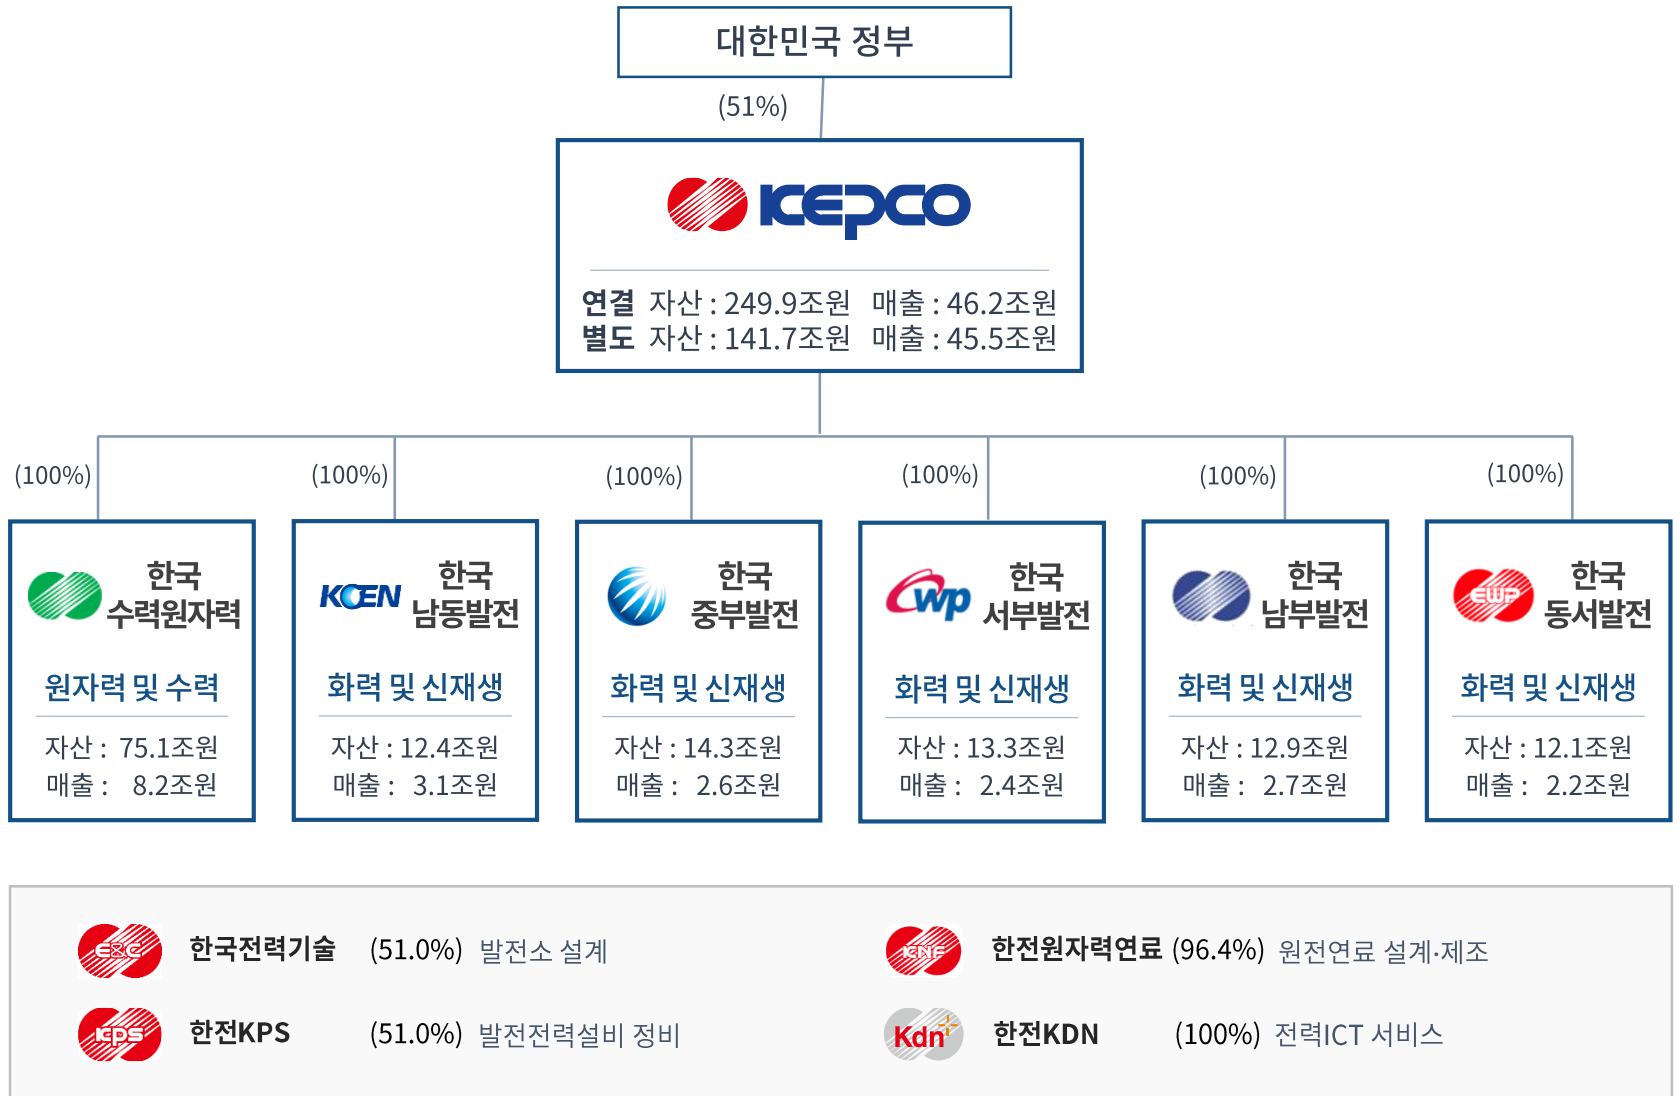 대한민국 정부
(51%)
KEPCO
연결 자산 : 249.9조원 매출 : 46.2조원
별도 자산 : 141.7조원 매출 : 45.5조원
(100%) (100%) (100%) (100%) (100%) (100%)
한국
수력원자력
원자력 및 수력
자산 : 75.1조원
매출 : 8.2조원
KOEN
한국
남동발전
화력 및 신재생
자산 : 12.4조원
매출 : 3.1조원
한국
중부발전
화력 및 신재생
자산 : 14.3조원
매출 : 2.6조원
wp
한국
서부발전
화력 및 신재생
자산 : 13.3조원
매출 : 2.4조원
한국
남부발전
화력 및 신재생
자산 : 12.9조원
매출 : 2.7조원
EWP
한국
동서발전
화력 및 신재생
자산 : 12.1조원
매출 : 2.2조원
E&C 한국전력기술 (51.0%) 발전소 설계
KNF 한전원자력연료 (96.4%) 원전연료 설계·제조
KPS 한전KPS (51.0%) 발전전력설비 정비
Kdn 한전KDN (100%) 전력ICT 서비스